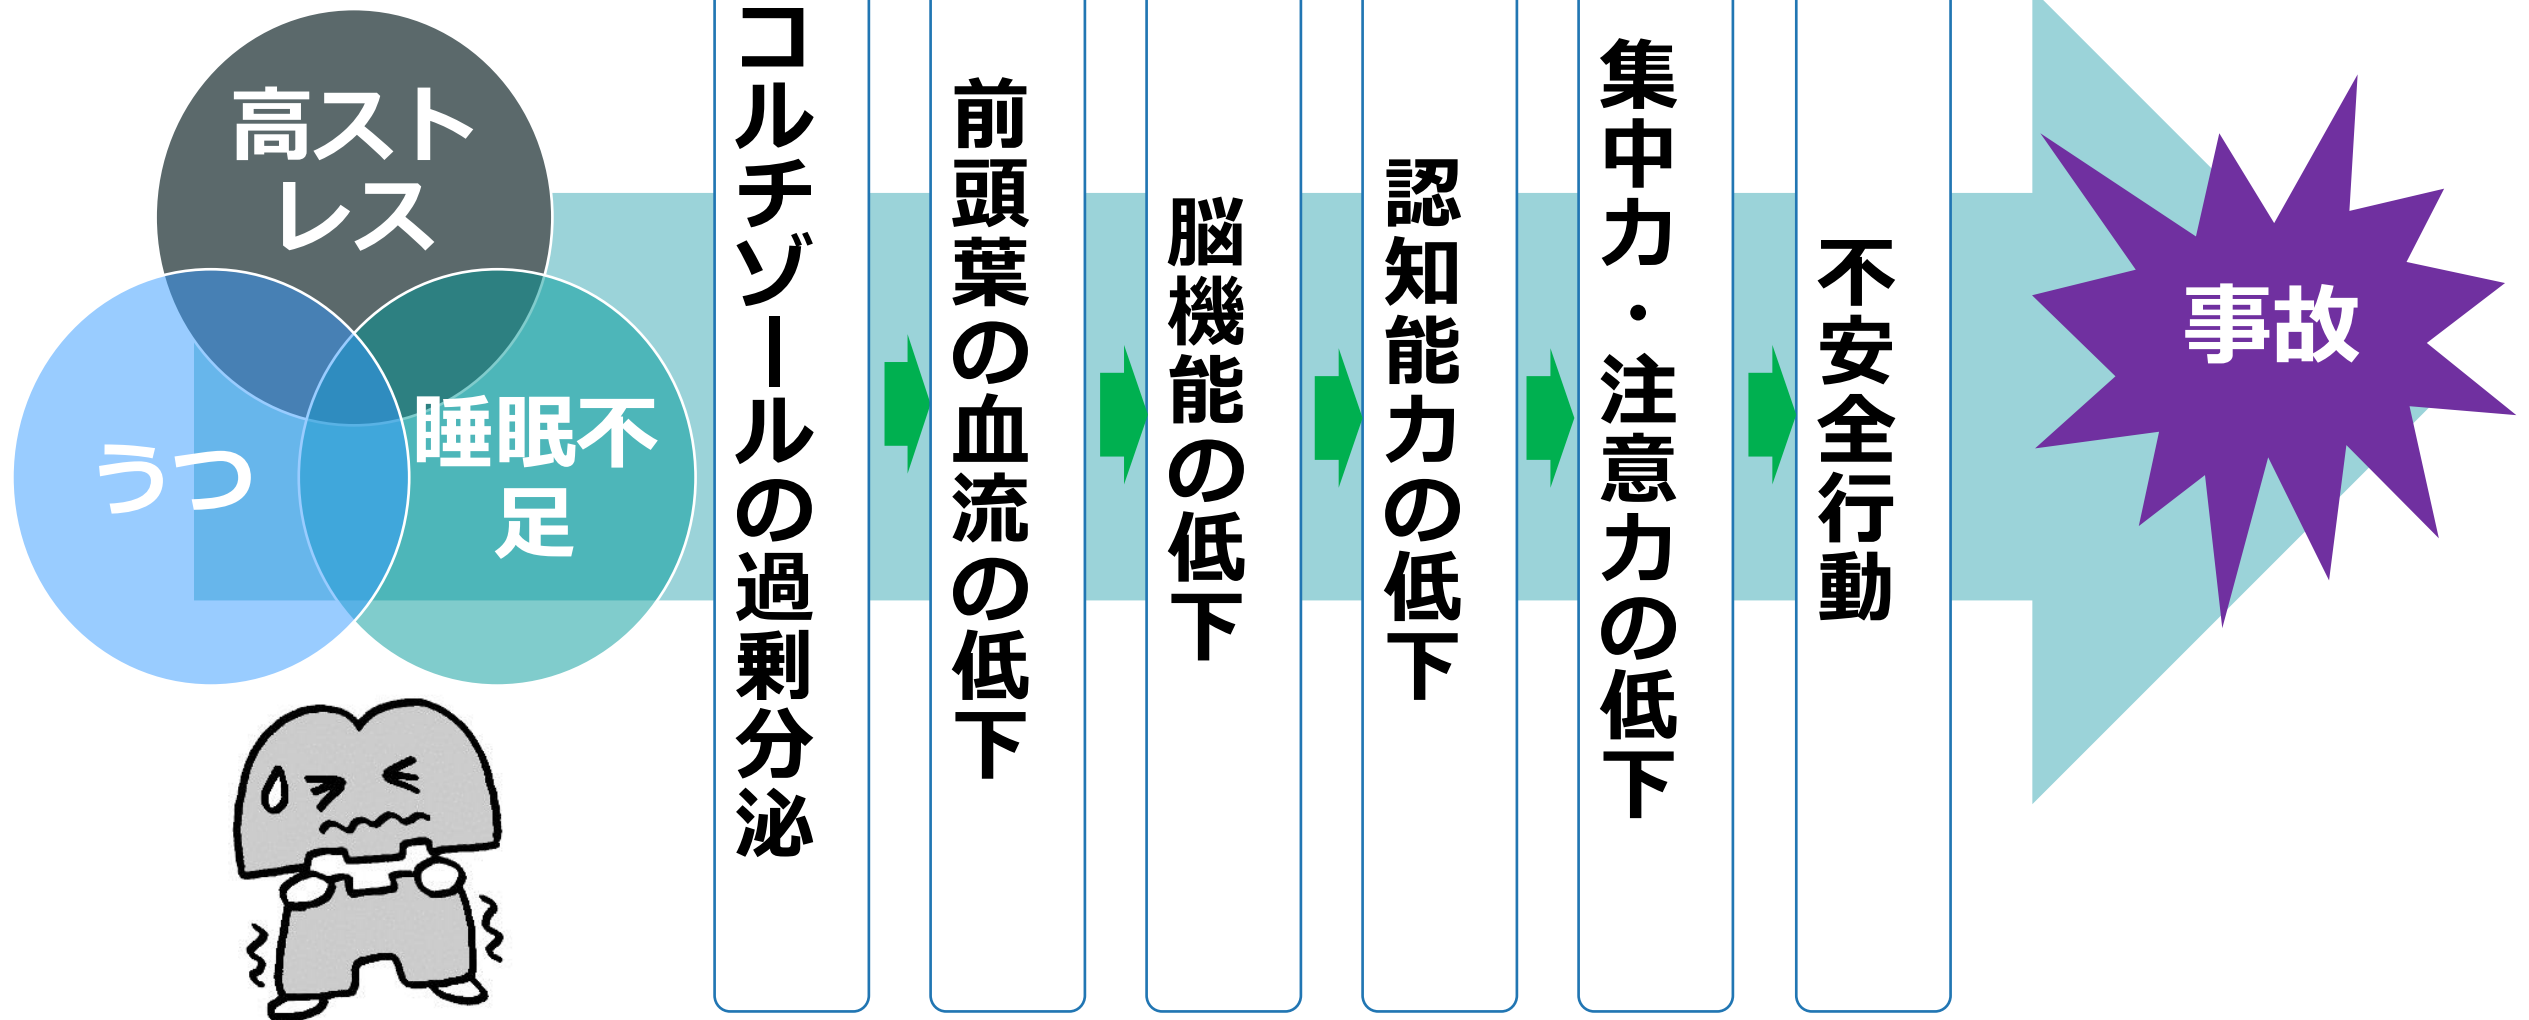 高スト
レス
うつ
睡眠不
足
コルチゾールの過剰分泌
前頭葉の血流の低下
脳機能の低下
認知能力の低下
集中力・注意力の低下
不安全行動
事故